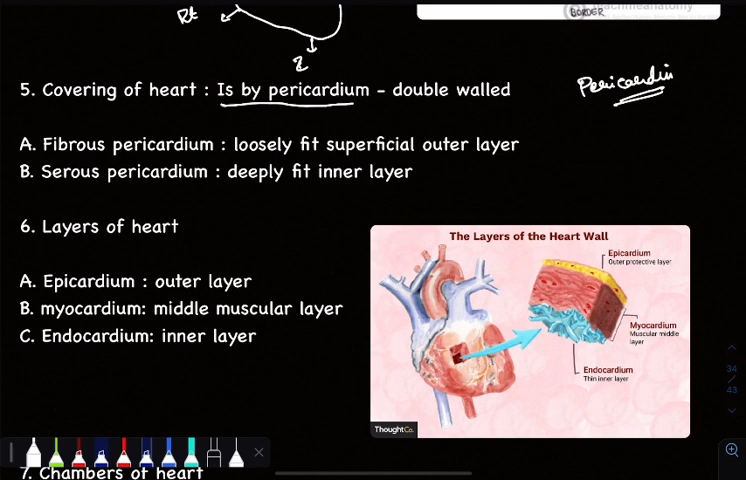 Rt
BORDER
5. Covering of heart : Is by pericardium - double walled
Pericardium
A. Fibrous pericardium : loosely fit superficial outer layer
B. Serous pericardium : deeply fit inner layer
6. Layers of heart
A. Epicardium : outer layer
B. myocardium: middle muscular layer
C. Endocardium: inner layer
The Layers of the Heart Wall
Epicardium
Outer protective layer
Myocardium
Muscular middle
layer
Endocardium
Thin inner layer
ThoughtCo.
34
/
43
7. Chambers of heart